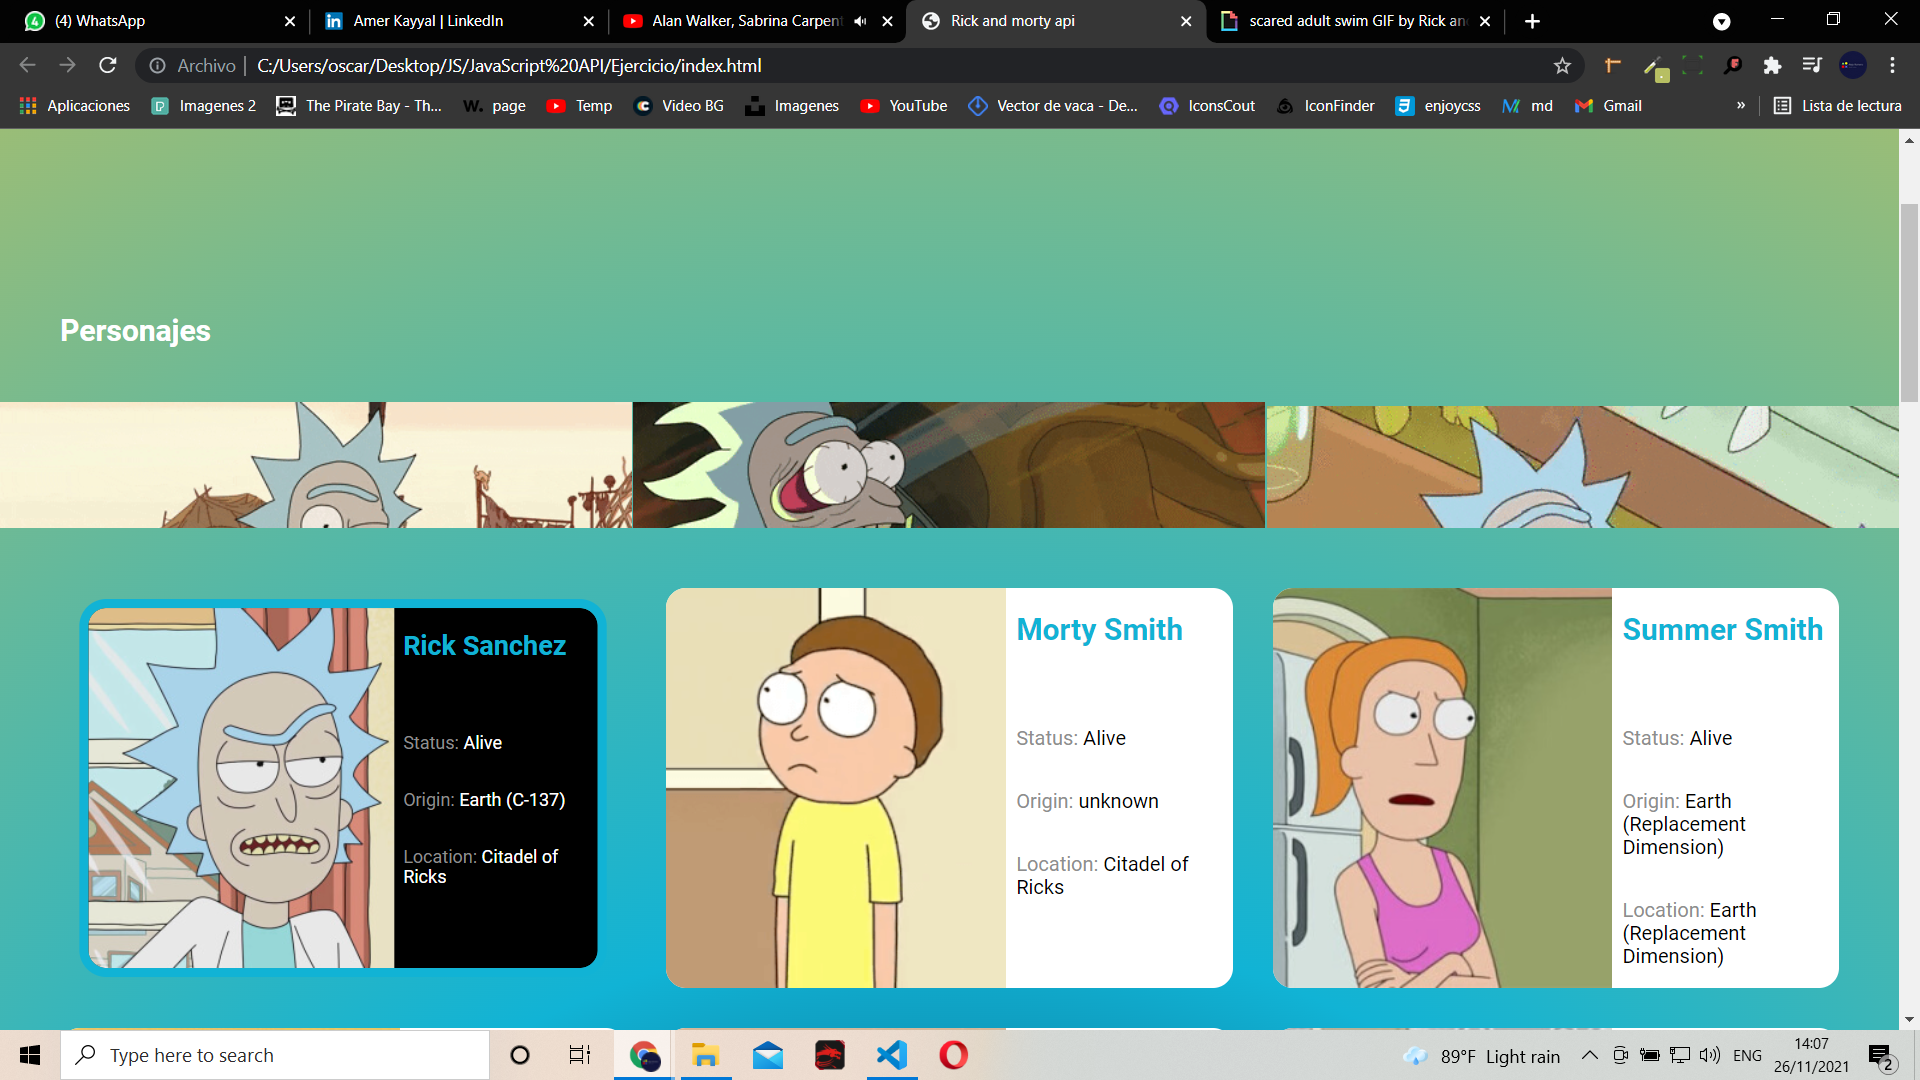 (4) WhatsApp
Amer Kayyal | LinkedIn
Alan Walker, Sabrina Carpent
Rick and morty api
scared adult swim GIF by Rick an
Archivo
C:/Users/oscar/Desktop/JS/JavaScript%20API/Ejercicio/index.html
Aplicaciones
Imagenes 2
The Pirate Bay - Th...
W. page
Temp
Video BG
Imagenes
YouTube
Vector de vaca - De...
IconsCout
IconFinder
enjoycss
md
Gmail
»
Lista de lectura
Personajes
Rick Sanchez
Status: Alive
Origin: Earth (C-137)
Location: Citadel of
Ricks
Morty Smith
Status: Alive
Origin: unknown
Location: Citadel of
Ricks
Summer Smith
Status: Alive
Origin: Earth
(Replacement
Dimension)
Location: Earth
(Replacement
Dimension)
Type here to search
89°F Light rain
ENG
14:07
26/11/2021
2